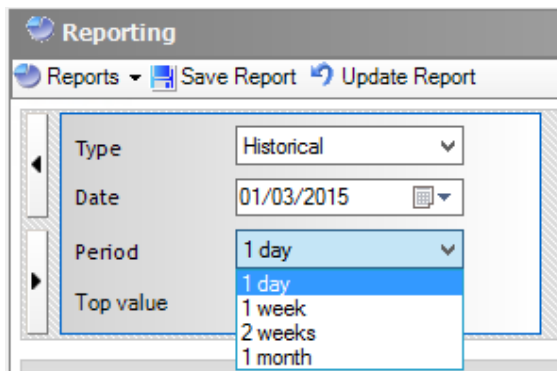 Reporting
Reports Save Report Update Report
Type Historical
Date 01/03/2015
Period 1 day
1 day
Top value
1 week
2 weeks
1 month